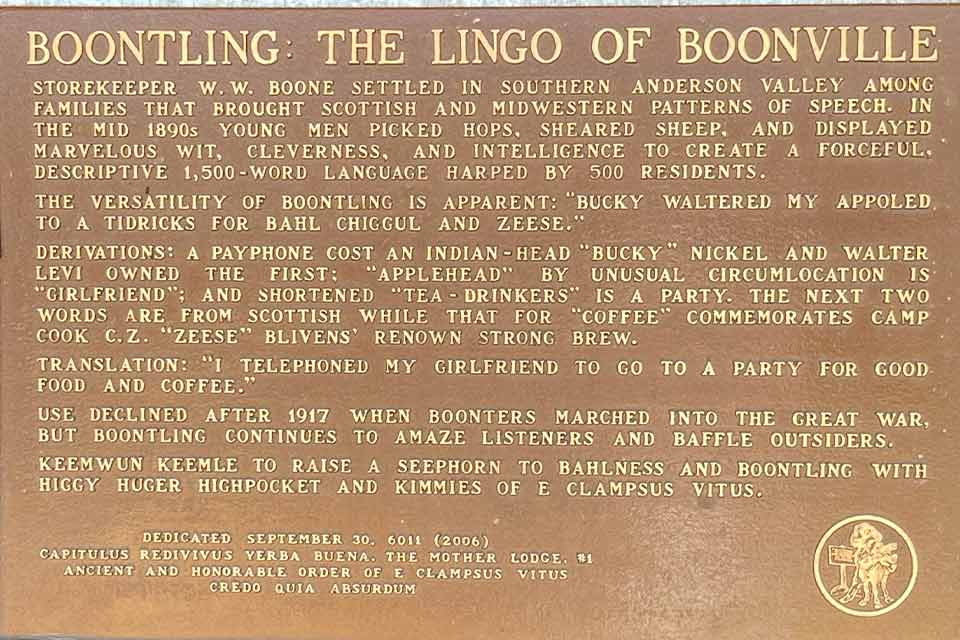 BOONTLING: THE LINGO OF BOONVILLE
STOREKEEPER W. W. BOONE SETTLED IN SOUTHERN ANDERSON VALLEY AMONG
FAMILIES THAT BROUGHT SCOTTISH AND MIDWESTERN PATTERNS OF SPEECH. IN
THE MID 1890s YOUNG MEN PICKED HOPS, SHEARED SHEEP, AND DISPLAYED
MARVELOUS WIT, CLEVERNESS, AND INTELLIGENCE TO CREATE A FORCEFUL,
DESCRIPTIVE 1,500-WORD LANGUAGE HARPED BY 500 RESIDENTS.
THE VERSATILITY OF BOONTLING IS APPARENT: "BUCKY WALTERED MY APPOLED
TO A TIDRICKS FOR BAHL CHIGGUL AND ZEESE."
DERIVATIONS: A PAYPHONE COST AN INDIAN-HEAD "BUCKY" NICKEL AND WALTER
LEVI OWNED THE FIRST; "APPLEHEAD" BY UNUSUAL CIRCUMLOCATION IS
"GIRLFRIEND"; AND SHORTENED "TEA-DRINKERS" IS A PARTY. THE NEXT TWO
WORDS ARE FROM SCOTTISH WHILE THAT FOR "COFFEE" COMMEMORATES CAMP
COOK C.Z. "ZEESE" BLIVENS' RENOWN STRONG BREW.
TRANSLATION: "I TELEPHONED MY GIRLFRIEND TO GO TO A PARTY FOR GOOD
FOOD AND COFFEE."
USE DECLINED AFTER 1917 WHEN BOONTERS MARCHED INTO THE GREAT WAR,
BUT BOONTLING CONTINUES TO AMAZE LISTENERS AND BAFFLE OUTSIDERS.
KEEMWUN KEEMLE TO RAISE A SEEPHORN TO BAHLNESS AND BOONTLING WITH
HIGGY HUGER HIGHPOCKET AND KIMMIES OF E CLAMPSUS VITUS.
DEDICATED SEPTEMBER 30, 6011 (2006)
CAPITULUS REDIVIVUS YERBA BUENA, THE MOTHER LODGE, #1
ANCIENT AND HONORABLE ORDER OF E CLAMPSUS VITUS
CREDO QUIA ABSURDUM